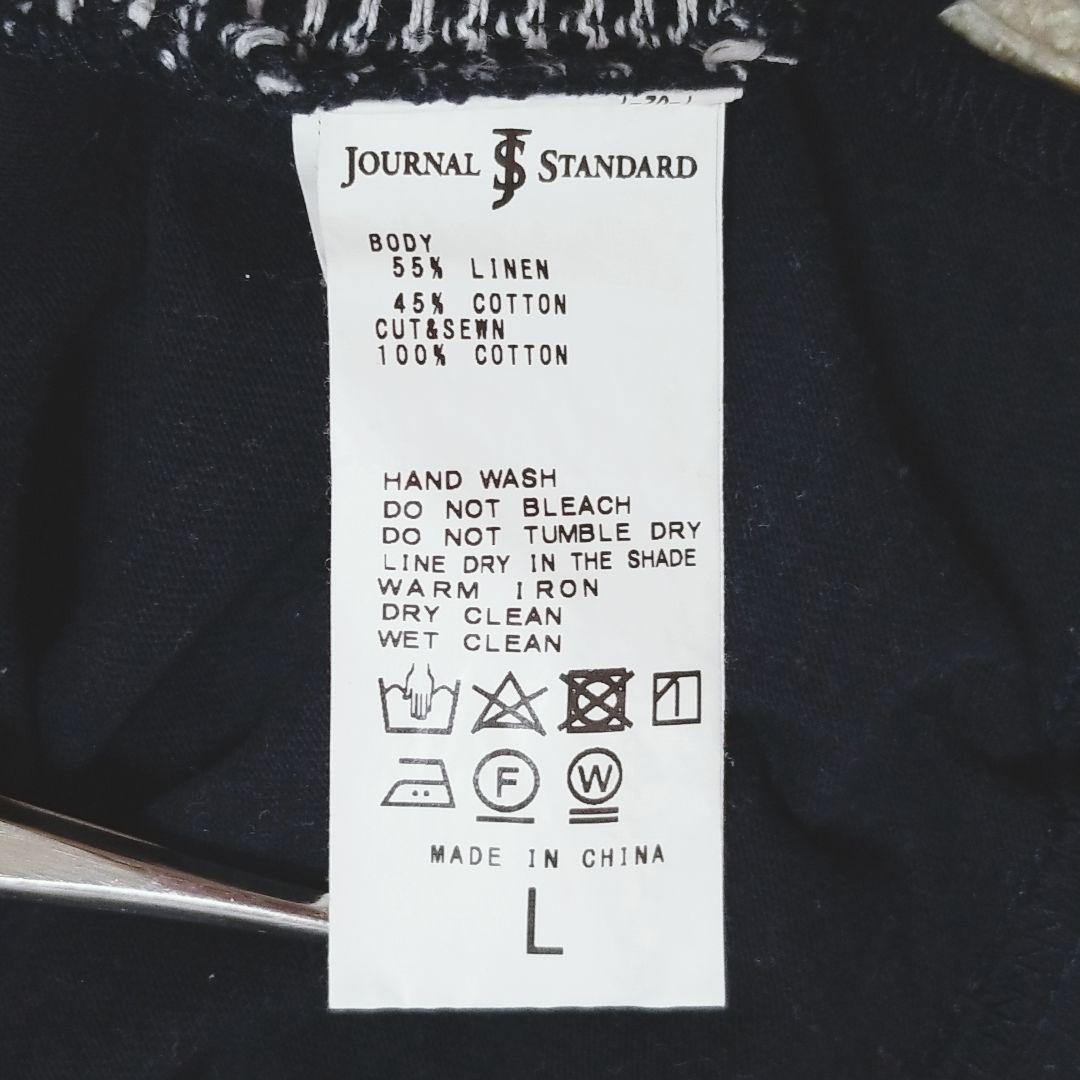 JOURNAL JS STANDARD
BODY
55% LINEN
45% COTTON
CUT&SEWN
100% COTTON
HAND WASH
DO NOT BLEACH
DO NOT TUMBLE DRY
LINE DRY IN THE SHADE
WARM IRON
DRY CLEAN
WET CLEAN
F W
MADE IN CHINA
L